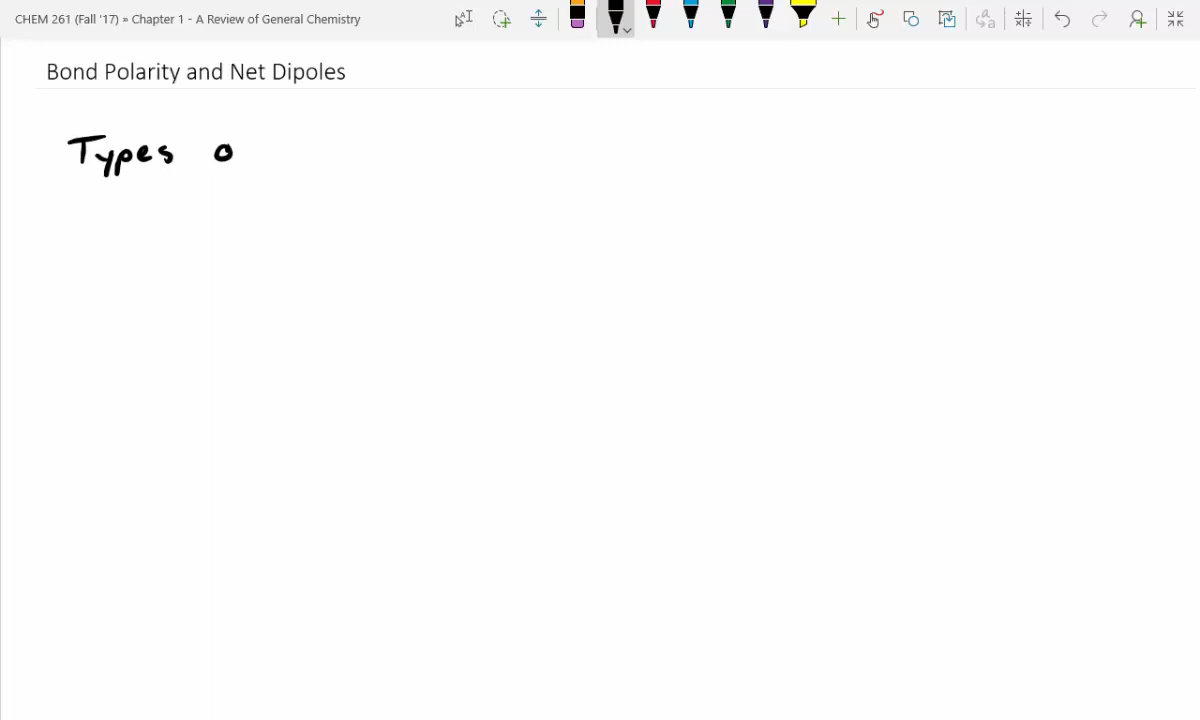 CHEM 261 (Fall '17) » Chapter 1 - A Review of General Chemistry
Bond Polarity and Net Dipoles
Types o